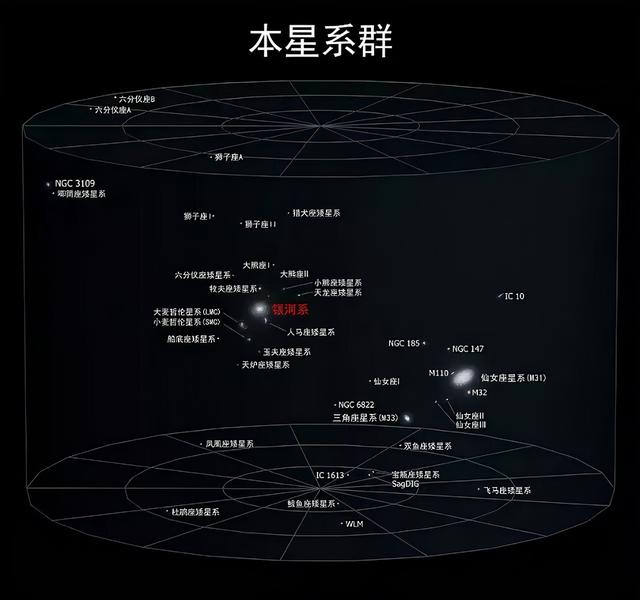 本星系群
六分仪座B
六分仪座A
狮子座A
NGC 3109
唧筒座矮星系
狮子座I
狮子座II
猎犬座矮星系
大熊座I
大熊座II
六分仪座矮星系
小熊座矮星系
天龙座矮星系
牧夫座矮星系
银河系
大麦哲伦星系(LMC)
小麦哲伦星系(SMC)
人马座矮星系
船底座矮星系
玉夫座矮星系
天炉座矮星系
IC 10
NGC 185
NGC 147
M110
仙女座星系(M31)
仙女座I
M32
NGC 6822
三角座星系(M33)
仙女座II
仙女座III
凤凰座矮星系
双鱼座矮星系
IC 1613
宝瓶座矮星系
SagDIG
飞马座矮星系
鲸鱼座矮星系
杜鹃座矮星系
WLM